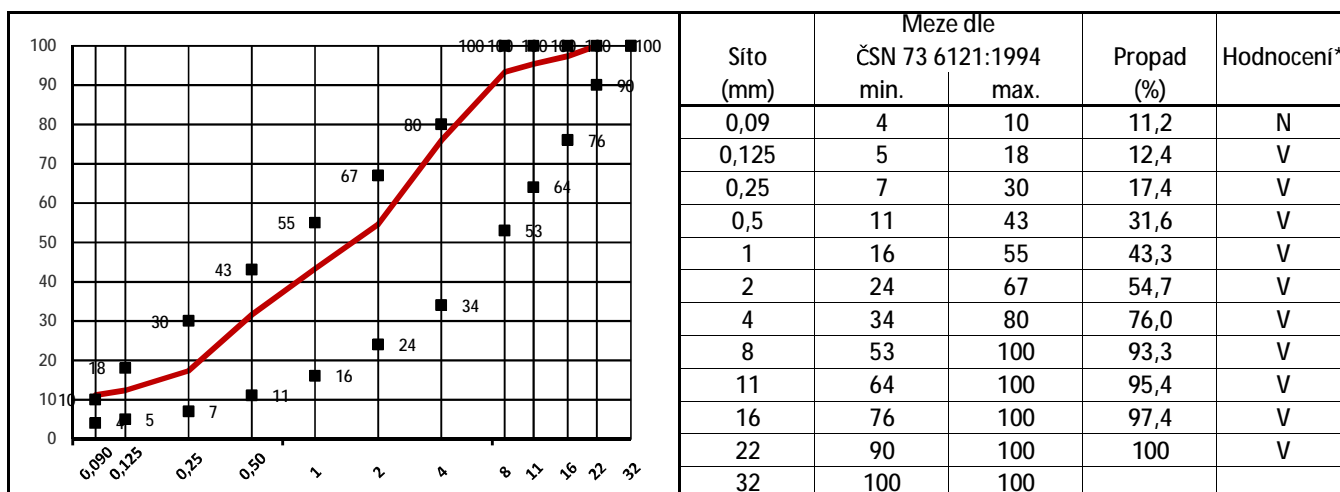 100
90
80
70
60
50
40
30
20
10
0
100 100 100 100 100 100
90
80
76
67
64
55
53
43
34
30
24
18
16
11
10
7
5
4
0,090 0,125 0,25 0,50 1 2 4 8 11 16 22 32
Meze dle
Síto ČSN 73 6121:1994 Propad Hodnocení*
(mm) min. max. (%)
0,09 4 10 11,2 N
0,125 5 18 12,4 V
0,25 7 30 17,4 V
0,5 11 43 31,6 V
1 16 55 43,3 V
2 24 67 54,7 V
4 34 80 76,0 V
8 53 100 93,3 V
11 64 100 95,4 V
16 76 100 97,4 V
22 90 100 100 V
32 100 100